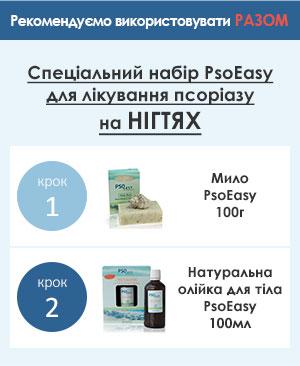 Рекомендуємо використовувати РАЗОМ
Спеціальний набір PsoEasy
для лікування псоріазу
на НІГТЯХ
крок
1
Мило
PsoEasy
100г
крок
2
Натуральна
олійка для тіла
PsoEasy
100мл